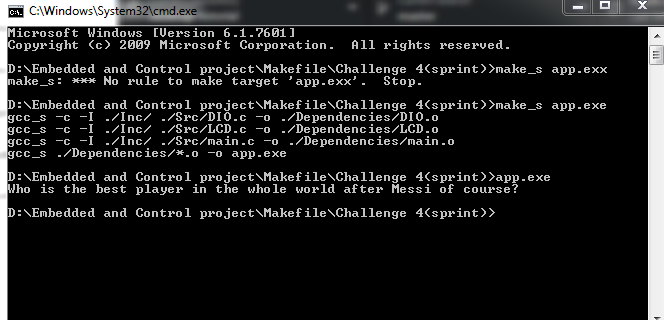 C:\Windows\System32\cmd.exe
Microsoft Windows [Version 6.1.7601]
Copyright (c) 2009 Microsoft Corporation.  All rights reserved.
D:\Embedded and Control project\Makefile\Challenge 4(sprint)>make_s app.exx
make_s: *** No rule to make target 'app.exx'.  Stop.
D:\Embedded and Control project\Makefile\Challenge 4(sprint)>make_s app.exe
gcc_s -c -I ./Inc/ ./Src/DIO.c -o ./Dependencies/DIO.o
gcc_s -c -I ./Inc/ ./Src/LCD.c -o ./Dependencies/LCD.o
gcc_s -c -I ./Inc/ ./Src/main.c -o ./Dependencies/main.o
gcc_s ./Dependencies/*.o -o app.exe
D:\Embedded and Control project\Makefile\Challenge 4(sprint)>app.exe
Who is the best player in the whole world after Messi of course?
D:\Embedded and Control project\Makefile\Challenge 4(sprint)>